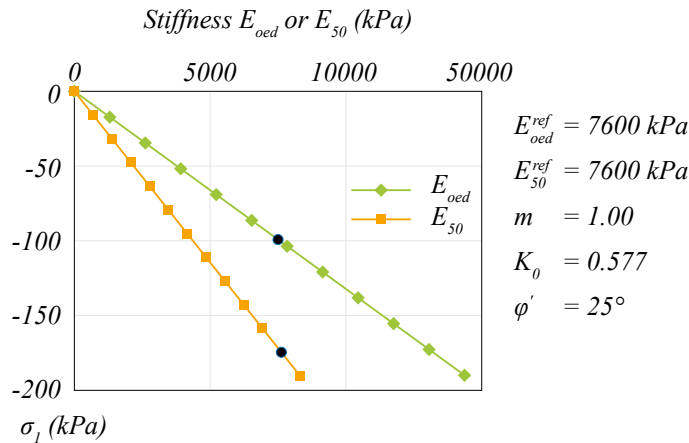 Stiffness E_oed or E_50 (kPa)
0 5000 10000 50000
0
-50
-100
-150
-200
σ_1 (kPa)
E_oed
E_50
E_oed^ref = 7600 kPa
E_50^ref = 7600 kPa
m = 1.00
K_0 = 0.577
φ' = 25°